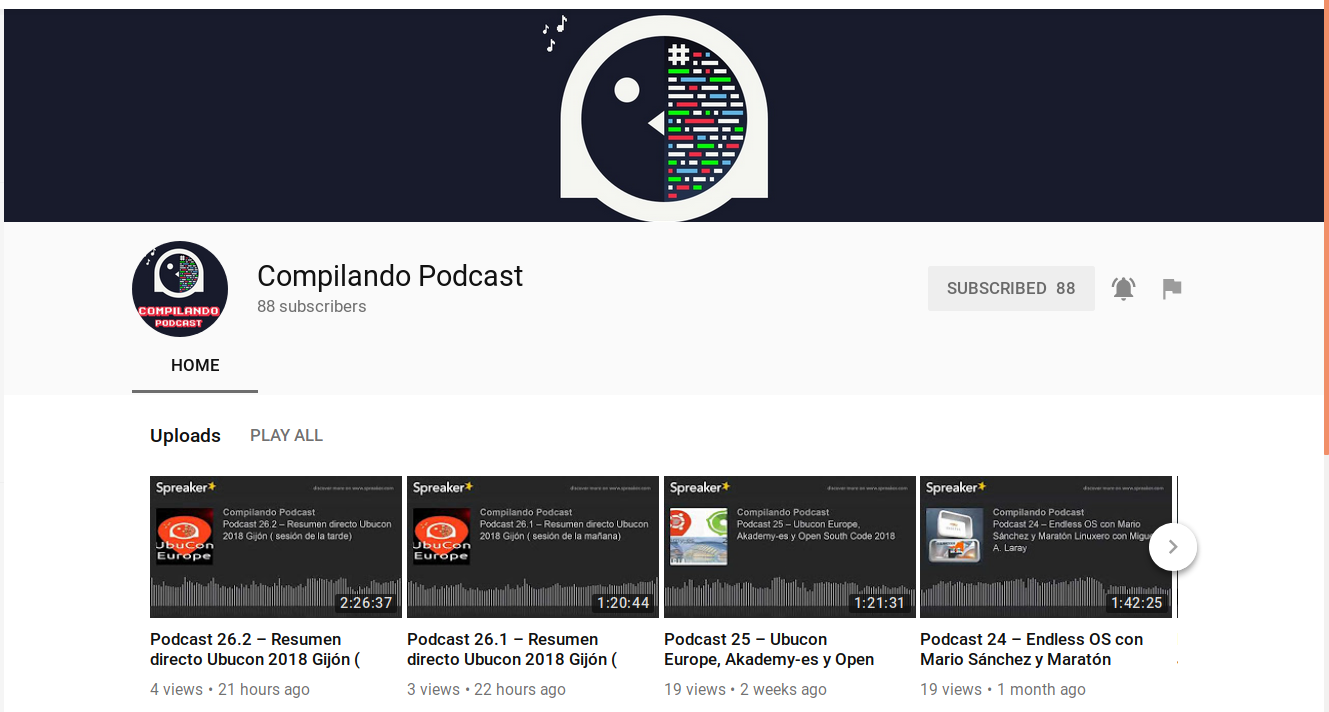 #
COMPILANDO
PODCAST
Compilando Podcast
88 subscribers
SUBSCRIBED 88
HOME
Uploads PLAY ALL
Spreaker
discover more on www.spreaker.com
Compilando Podcast
Podcast 26.2 – Resumen directo Ubucon
2018 Gijón ( sesión de la tarde)
UbuCon
Europe
2:26:37
Podcast 26.2 – Resumen
directo Ubucon 2018 Gijón (
4 views • 21 hours ago
Spreaker
discover more on www.spreaker.com
Compilando Podcast
Podcast 26.1 – Resumen directo Ubucon
2018 Gijón ( sesión de la mañana)
UbuCon
Europe
1:20:44
Podcast 26.1 – Resumen
directo Ubucon 2018 Gijón (
3 views • 22 hours ago
Spreaker
discover more on www.spreaker.com
Compilando Podcast
Podcast 25 – Ubucon Europe,
Akademy-es y Open South Code 2018
1:21:31
Podcast 25 – Ubucon
Europe, Akademy-es y Open
19 views • 2 weeks ago
Spreaker
discover more on www.spreaker.com
Compilando Podcast
Podcast 24 – Endless OS con Mario
Sánchez y Maratón Linuxero con Migue
A. Laray
1:42:25
Podcast 24 – Endless OS con
Mario Sánchez y Maratón
19 views • 1 month ago